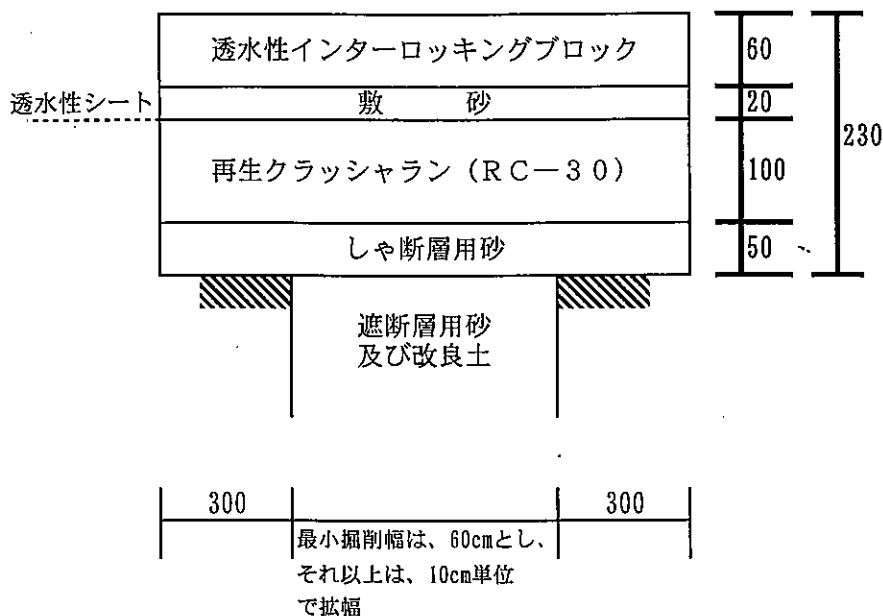 透水性インターロッキングブロック
60
透水性シート
敷 砂
20
230
再生クラッシャラン(RC-30)
100
しゃ断層用砂
50
遮断層用砂
及び改良土
300
300
最小掘削幅は、60cmとし、
それ以上は、10cm単位
で拡幅